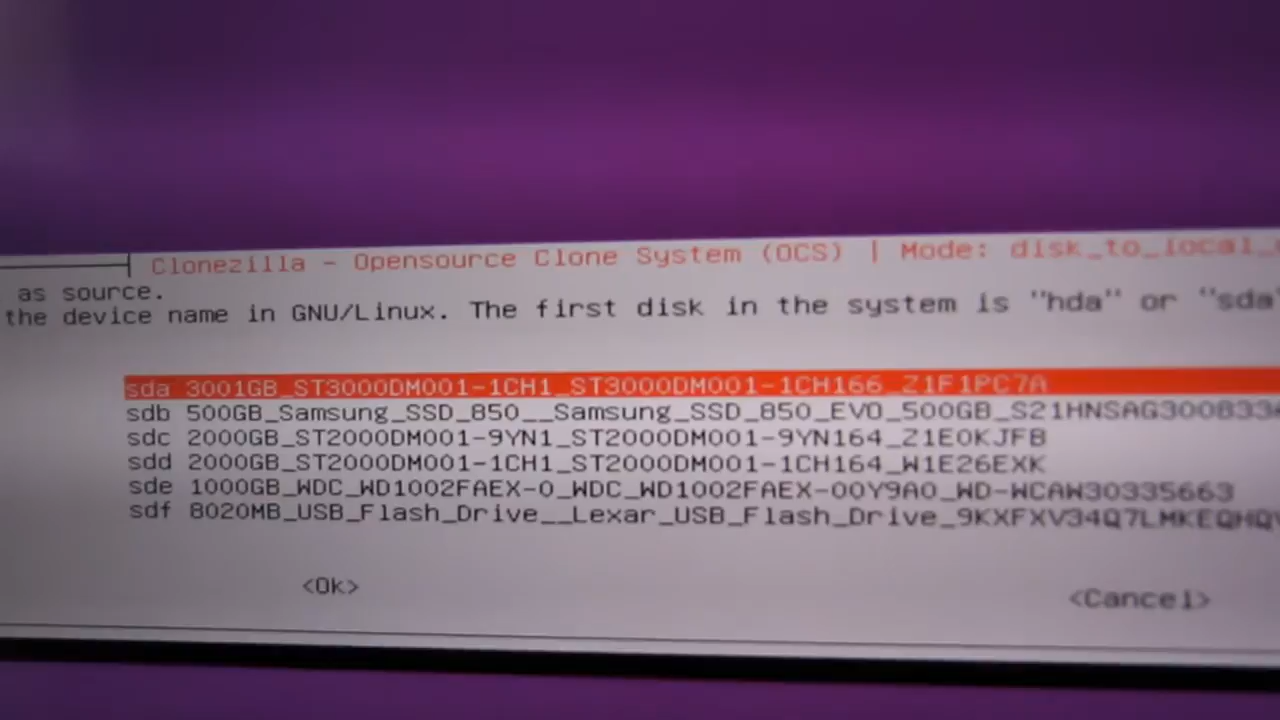 Clonezilla - Opensource Clone System (OCS) | Mode: disk_to_local_
as source.
the device name in GNU/Linux. The first disk in the system is "hda" or "sda"
sda 3001GB_ST3000DM001-1CH1_ST3000DM001-1CH166_Z1F1PC7A
sdb 500GB_Samsung_SSD_850__Samsung_SSD_850_EVO_500GB_S21HNSAG300833
sdc 2000GB_ST2000DM001-9YN1_ST2000DM001-9YN164_Z1E0KJFB
sdd 2000GB_ST2000DM001-1CH1_ST2000DM001-1CH164_W1E26EXK
sde 1000GB_WDC_WD1002FAEX-0_WDC_WD1002FAEX-00Y9A0_WD-WCAW30335663
sdf 8020MB_USB_Flash_Drive__Lexar_USB_Flash_Drive_9KXFXV34Q7LMKEQHQ
<Ok> <Cancel>